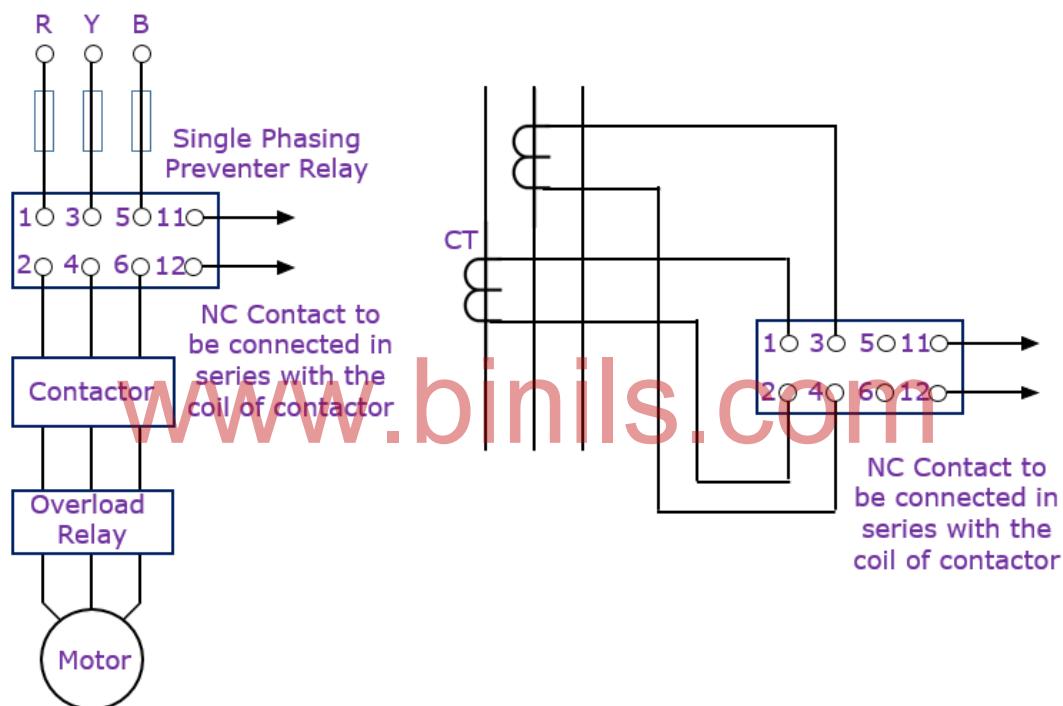 R Y B
Single Phasing
Preventer Relay
1 3 5 11
2 4 6 12
NC Contact to
be connected in
series with the
coil of contactor
Contactor
Overload
Relay
Motor
CT
1 3 5 11
2 4 6 12
NC Contact to
be connected in
series with the
coil of contactor
www.binils.com